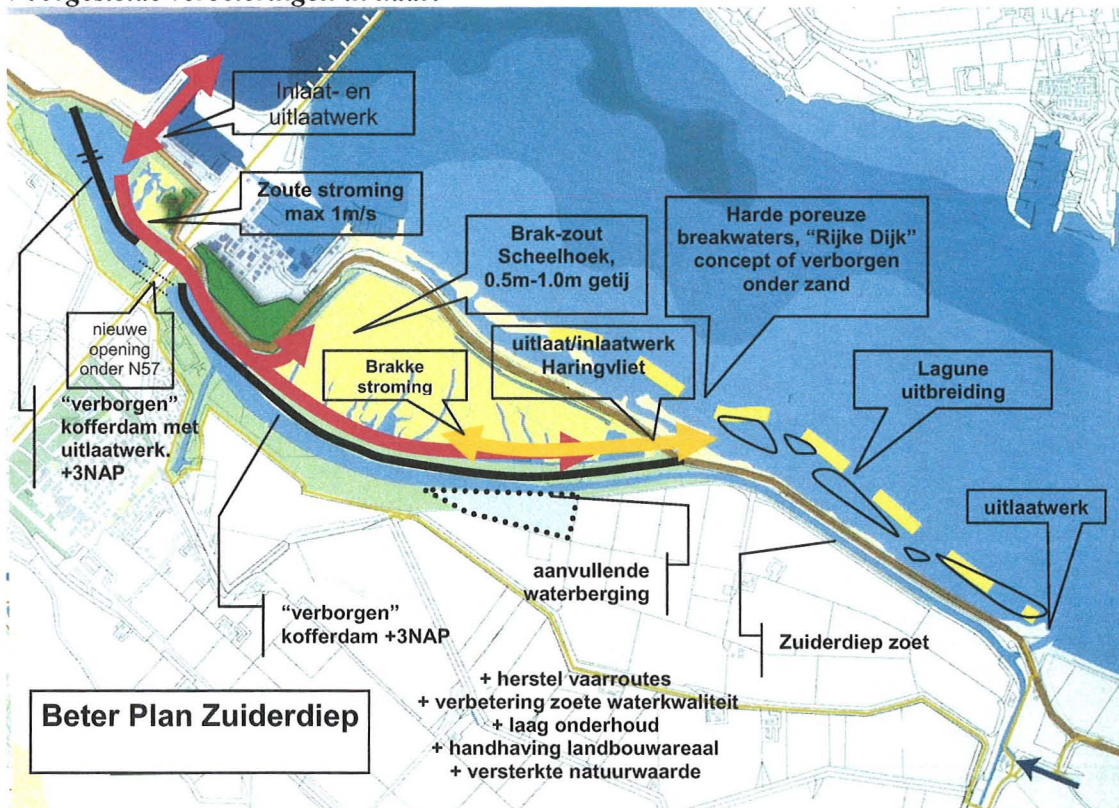 Inlaat- en
uitlaatwerk
Zoute stroming
max 1m/s
Brak-zout
Scheelhoek,
0.5m-1.0m getij
Harde poreuze
breakwaters, “Rijke Dijk”
concept of verborgen
onder zand
nieuwe
opening
onder N57
Brakke
stroming
uitlaat/inlaatwerk
Haringvliet
Lagune
uitbreiding
“verborgen”
kofferdam met
uitlaatwerk.
+3NAP
uitlaatwerk
aanvullende
waterberging
“verborgen”
kofferdam +3NAP
Zuiderdiep zoet
+ herstel vaarroutes
+ verbetering zoete waterkwaliteit
+ laag onderhoud
+ handhaving landbouwareaal
+ versterkte natuurwaarde
Beter Plan Zuiderdiep